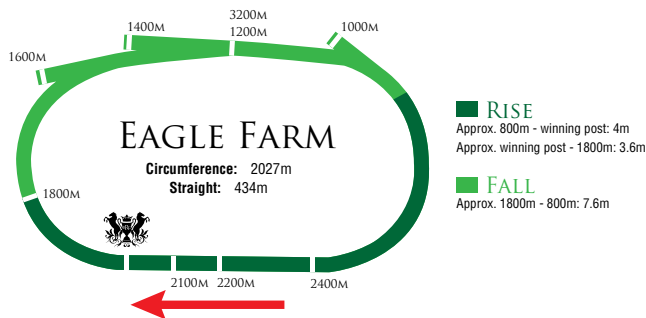 3200M
1400M
1200M
1000M
1600M
EAGLE FARM
Circumference: 2027m
Straight: 434m
1800M
2100M
2200M
2400M
RISE
Approx. 800m - winning post: 4m
Approx. winning post - 1800m: 3.6m
FALL
Approx. 1800m - 800m: 7.6m